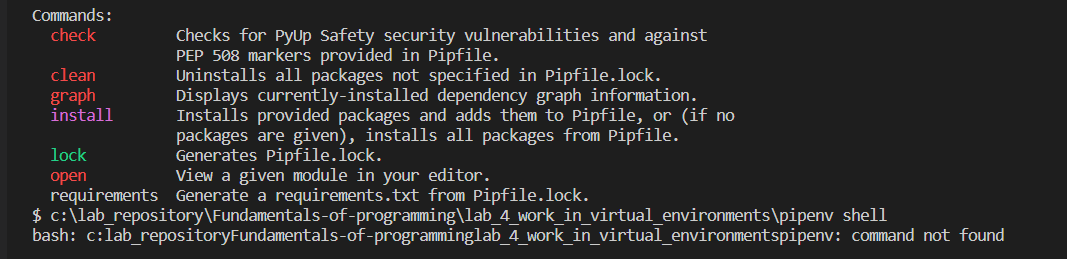 Commands:
check Checks for PyUp Safety security vulnerabilities and against
PEP 508 markers provided in Pipfile.
clean Uninstalls all packages not specified in Pipfile.lock.
graph Displays currently-installed dependency graph information.
install Installs provided packages and adds them to Pipfile, or (if no
packages are given), installs all packages from Pipfile.
lock Generates Pipfile.lock.
open View a given module in your editor.
requirements Generate a requirements.txt from Pipfile.lock.
$ c:\lab_repository\Fundamentals-of-programming\lab_4_work_in_virtual_environments\pipenv shell
bash: c:lab_repositoryFundamentals-of-programminglab_4_work_in_virtual_environmentspipenv: command not found